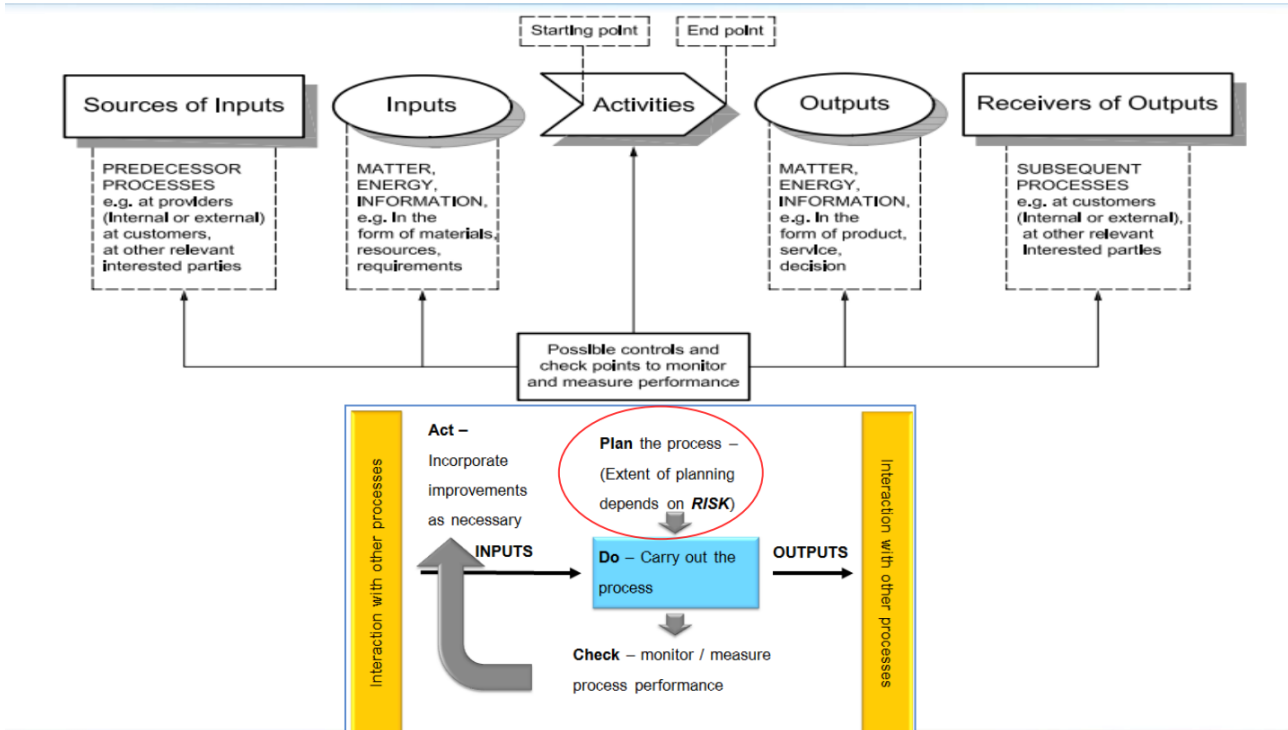 Starting point
End point
Sources of Inputs
Inputs
Activities
Outputs
Receivers of Outputs
PREDECESSOR
PROCESSES
e.g. at providers
(Internal or external)
at customers,
at other relevant
interested parties
MATTER,
ENERGY,
INFORMATION,
e.g. In the
form of materials,
resources,
requirements
MATTER,
ENERGY,
INFORMATION,
e.g. In the
form of product,
service,
decision
SUBSEQUENT
PROCESSES
e.g. at customers
(Internal or external),
at other relevant
Interested parties
Possible controls and
check points to monitor
and measure performance
Interaction with other processes
Act –
Incorporate
improvements
as necessary
Plan the process –
(Extent of planning
depends on RISK)
INPUTS
Do – Carry out the
process
OUTPUTS
Check – monitor / measure
process performance
Interaction with other processes